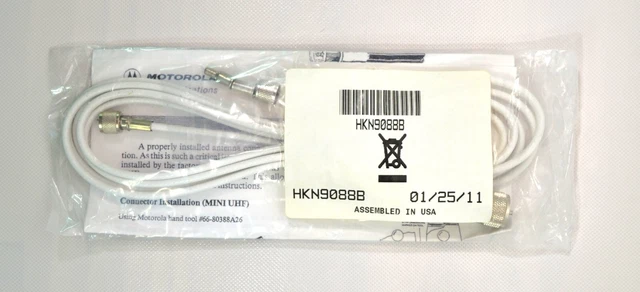 MOTOROLA
A properly installed antenna
tion. As this is such a critical
installed by the
instructions.
Connector Installation (MINI UHF)
Using Motorola hand tool #66-80388A26
HKN9088B
HKN9088B 01/25/11
ASSEMBLED IN USA